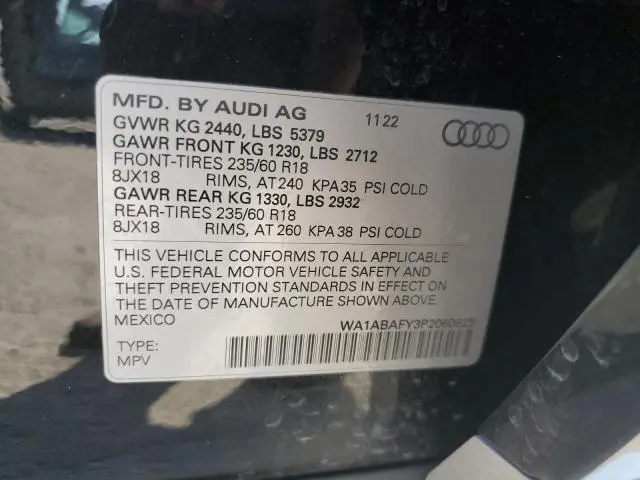 MFD. BY AUDI AG 1122
GVWR KG 2440, LBS 5379
GAWR FRONT KG 1230, LBS 2712
FRONT-TIRES 235/60 R18
8JX18 RIMS, AT 240 KPA 35 PSI COLD
GAWR REAR KG 1330, LBS 2932
REAR-TIRES 235/60 R18
8JX18 RIMS, AT 260 KPA 38 PSI COLD
THIS VEHICLE CONFORMS TO ALL APPLICABLE
U.S. FEDERAL MOTOR VEHICLE SAFETY AND
THEFT PREVENTION STANDARDS IN EFFECT ON
THE DATE OF MANUFACTURE SHOWN ABOVE.
MEXICO WA1ABAFY3P2060925
TYPE:
MPV